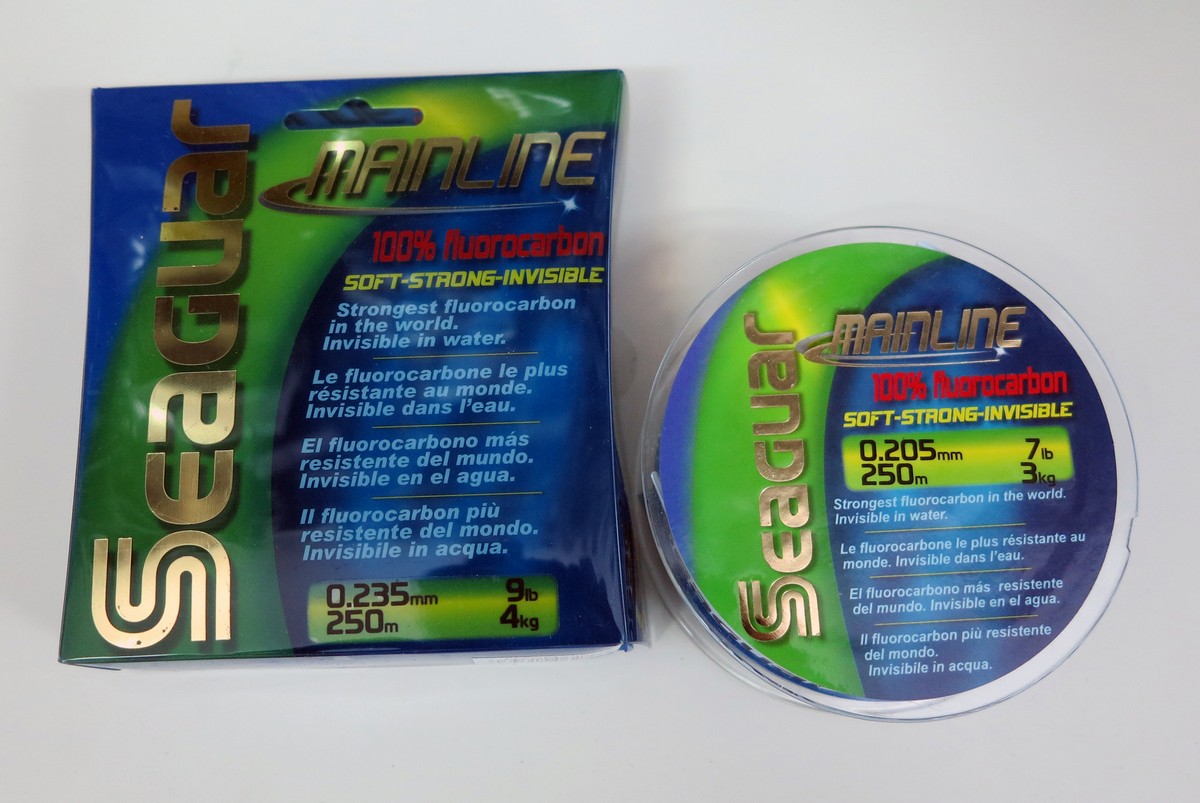 Seaguar
MAINLINE
100% fluorocarbon
SOFT-STRONG-INVISIBLE
Strongest fluorocarbon
in the world.
Invisible in water.
Le fluorocarbone le plus
résistante au monde.
Invisible dans l'eau.
El fluorocarbono más
resistente del mundo.
Invisible en el agua.
Il fluorocarbon più
resistente del mondo.
Invisibile in acqua.
0.235mm 9lb
250m 4kg
Seaguar
MAINLINE
100% fluorocarbon
SOFT-STRONG-INVISIBLE
0.205mm 7lb
250m 3kg
Strongest fluorocarbon in the world.
Invisible in water.
Le fluorocarbone le plus résistante au
monde. Invisible dans l'eau.
El fluorocarbono más resistente
del mundo. Invisible en el agua.
Il fluorocarbon più resistente
del mondo.
Invisibile in acqua.